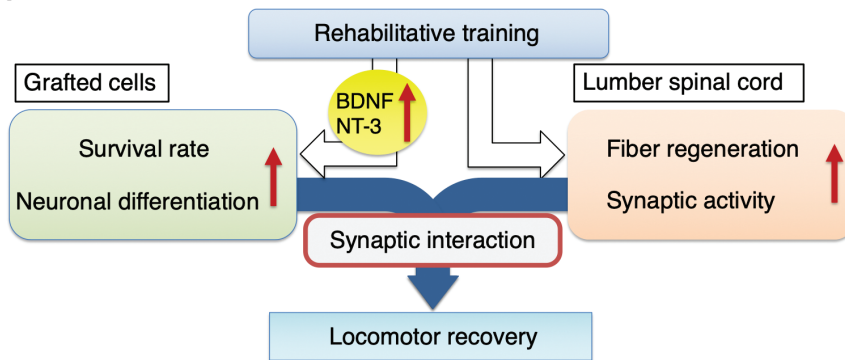 Rehabilitative training
Grafted cells
Lumber spinal cord
BDNF
NT-3
Survival rate
Neuronal differentiation
Fiber regeneration
Synaptic activity
Synaptic interaction
Locomotor recovery